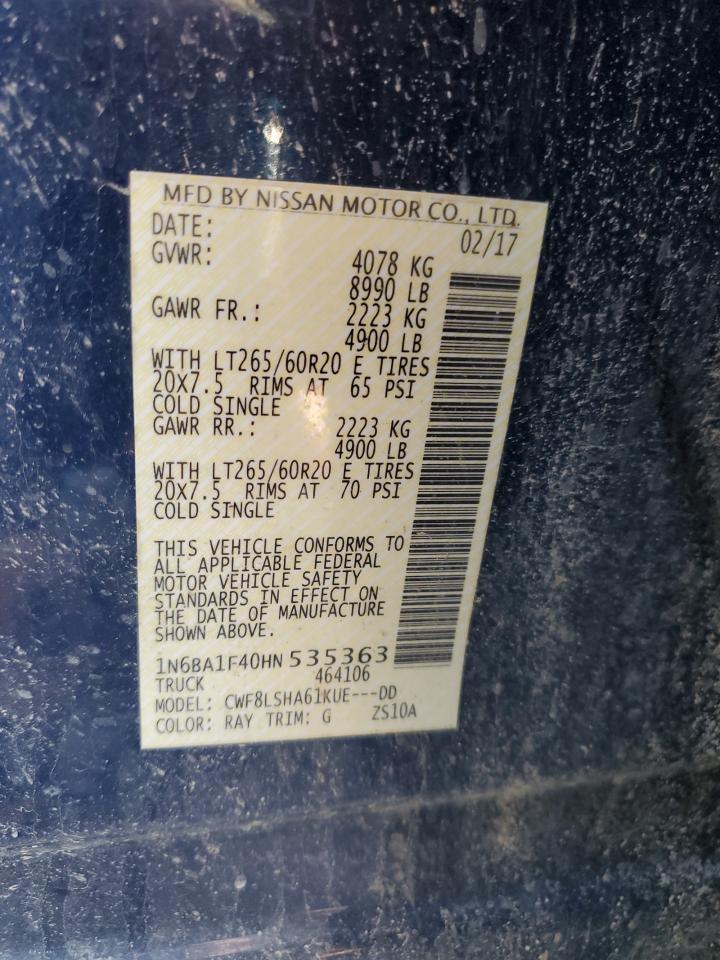 MFD BY NISSAN MOTOR CO., LTD.
DATE: 02/17
GVWR: 4078 KG
8990 LB
GAWR FR.: 2223 KG
4900 LB
WITH LT265/60R20 E TIRES
20X7.5 RIMS AT 65 PSI
COLD SINGLE
GAWR RR.: 2223 KG
4900 LB
WITH LT265/60R20 E TIRES
20X7.5 RIMS AT 70 PSI
COLD SINGLE
THIS VEHICLE CONFORMS TO
ALL APPLICABLE FEDERAL
MOTOR VEHICLE SAFETY
STANDARDS IN EFFECT ON
THE DATE OF MANUFACTURE
SHOWN ABOVE.
1N6BA1F40HN535363
TRUCK 464106
MODEL: CWF8LSHA61KUE---DD
COLOR: RAY TRIM: G ZS10A